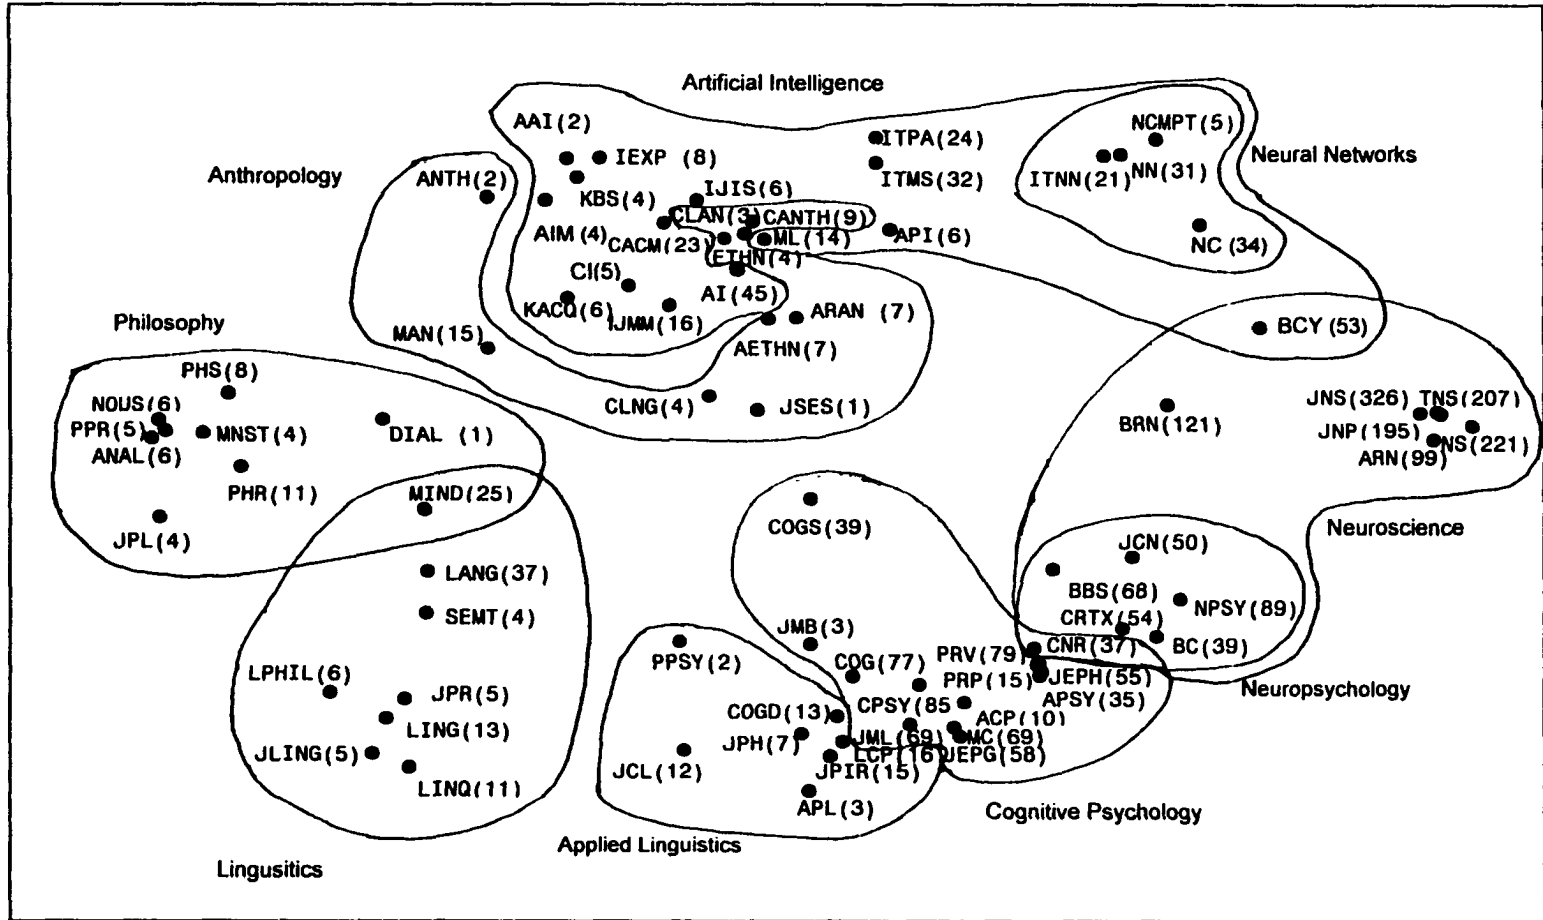 Artificial Intelligence
AAI(2)
NCMPT(5)
ITPA(24)
IEXP (8)
Neural Networks
Anthropology
ANTH(2)
ITNN(21)
NN(31)
ITMS(32)
KBS(4)
IJIS(6)
CLAN(3)
CANTH(9)
AIM(4)
CACM(23)
ML(14)
API(6)
NC(34)
ETHN(4)
CI(5)
AI(45)
KACQ(6)
IJMM(16)
ARAN (7)
Philosophy
MAN(15)
AETHN(7)
BCY(53)
PHS(8)
NOUS(6)
CLNG(4)
JSES(1)
JNS(326)
TNS(207)
PPR(5)
MNST(4)
DIAL (1)
BRN(121)
JNP(195)
NS(221)
ANAL(6)
ARN(99)
PHR(11)
MIND(25)
COGS(39)
Neuroscience
JPL(4)
JCN(50)
LANG(37)
BBS(68)
NPSY(89)
SEMT(4)
CRTX(54)
JMB(3)
CNR(37)
BC(39)
PPSY(2)
COG(77)
PRV(79)
LPHIL(6)
JPR(5)
PRP(15)
JEPH(55)
Neuropsychology
CPSY(85
APSY(35)
COGD(13)
ACP(10)
LING(13)
JPH(7)
JML(69)
MC(69)
JLING(5)
LCP(16)
JEPG(58)
JCL(12)
JPIR(15)
LINQ(11)
APL(3)
Cognitive Psychology
Applied Linguistics
Lingusitics